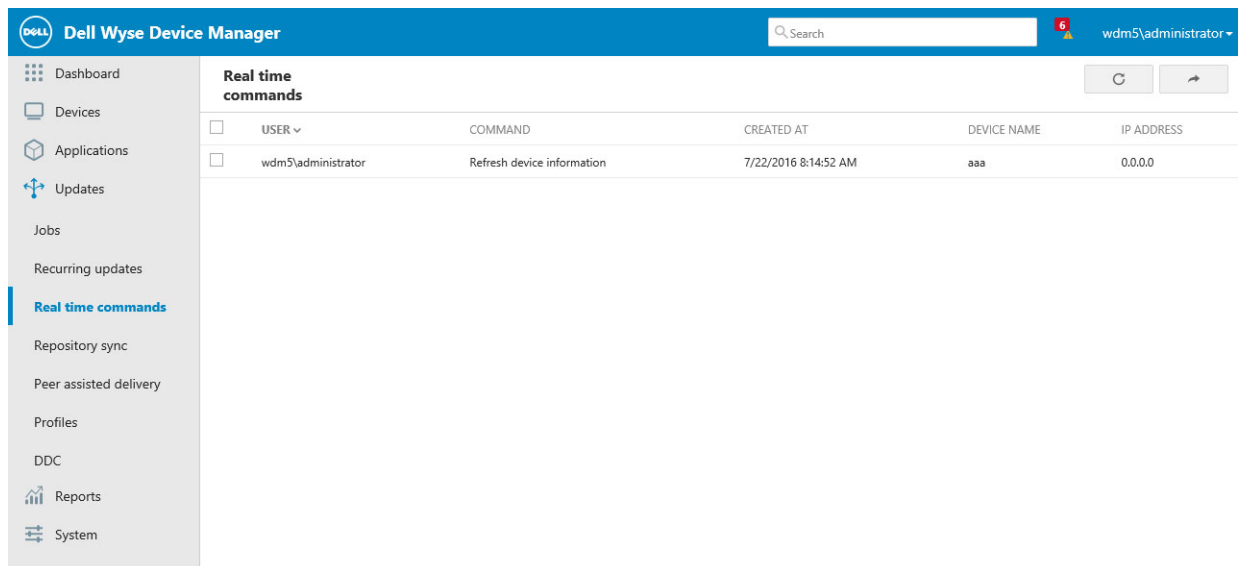 DELL Dell Wyse Device Manager Search 6 wdm5\administrator
Dashboard
Devices
Applications
Updates
Jobs
Recurring updates
Real time commands
Repository sync
Peer assisted delivery
Profiles
DDC
Reports
System
Real time
commands
USER COMMAND CREATED AT DEVICE NAME IP ADDRESS
wdm5\administrator Refresh device information 7/22/2016 8:14:52 AM aaa 0.0.0.0